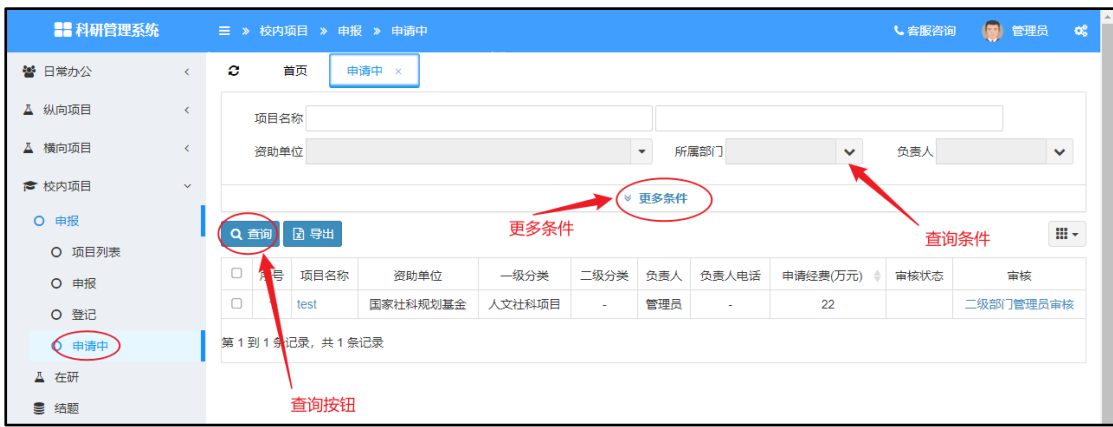 科研管理系统
校内项目 » 申报 » 申请中
客服咨询
管理员
日常办公
首页
申请中 ×
纵向项目
项目名称
横向项目
资助单位
所属部门
负责人
校内项目
更多条件
申报
更多条件
查询条件
查询
导出
项目列表
序号 项目名称 资助单位 一级分类 二级分类 负责人 负责人电话 申请经费(万元) 审核状态 审核
申报
test 国家社科规划基金 人文社科项目 - 管理员 - 22 二级部门管理员审核
登记
申请中
第 1 到 1 条记录，共 1 条记录
在研
查询按钮
结题